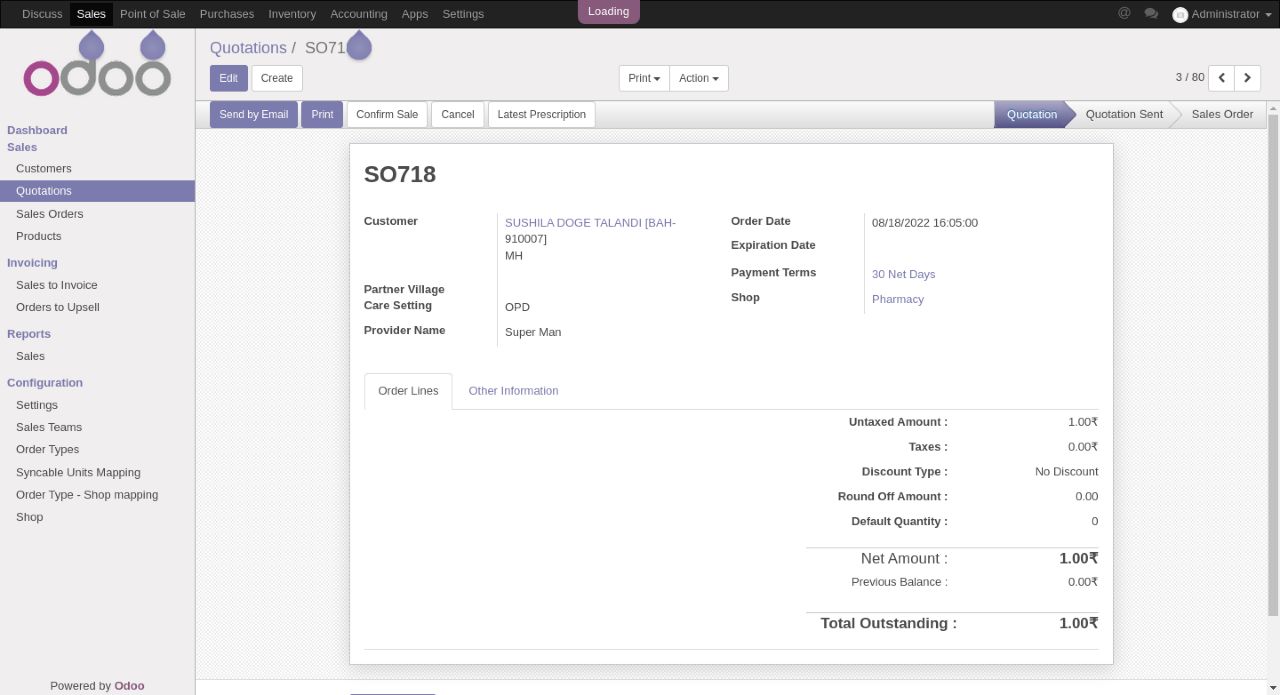 Discuss Sales Point of Sale Purchases Inventory Accounting Apps Settings Loading @ Administrator
odoo
Quotations / SO71
Edit Create Print Action 3 / 80
Send by Email Print Confirm Sale Cancel Latest Prescription Quotation Quotation Sent Sales Order
Dashboard
Sales
Customers
Quotations
Sales Orders
Products
Invoicing
Sales to Invoice
Orders to Upsell
Reports
Sales
Configuration
Settings
Sales Teams
Order Types
Syncable Units Mapping
Order Type - Shop mapping
Shop
Powered by Odoo
SO718
Customer SUSHILA DOGE TALANDI [BAH-
910007]
MH
Partner Village
Care Setting OPD
Provider Name Super Man
Order Date 08/18/2022 16:05:00
Expiration Date
Payment Terms 30 Net Days
Shop Pharmacy
Order Lines Other Information
Untaxed Amount : 1.00₹
Taxes : 0.00₹
Discount Type : No Discount
Round Off Amount : 0.00
Default Quantity : 0
Net Amount : 1.00₹
Previous Balance : 0.00₹
Total Outstanding : 1.00₹